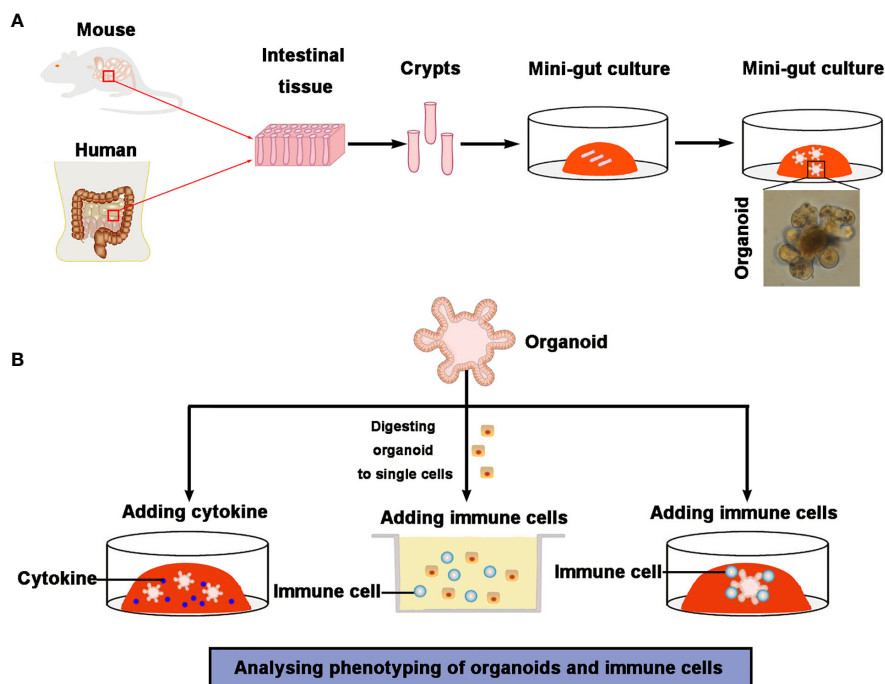 A
Mouse
Human
Intestinal
tissue
Crypts
Mini-gut culture
Mini-gut culture
Organoid
B
Organoid
Digesting
organoid
to single cells
Adding cytokine
Adding immune cells
Adding immune cells
Cytokine
Immune cell
Immune cell
Analysing phenotyping of organoids and immune cells